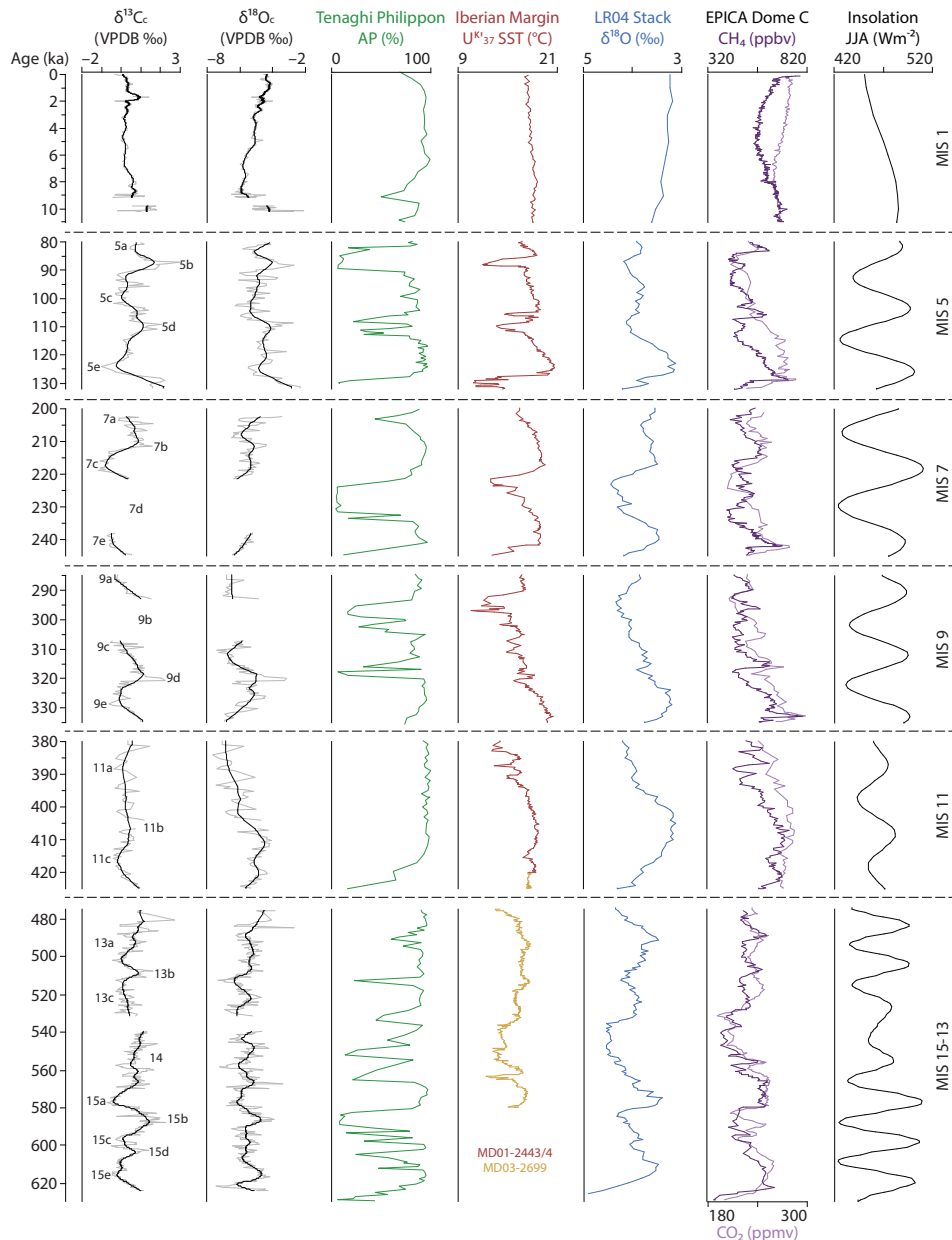 δ¹³Cc δ¹⁸Oc Tenaghi Philippon Iberian Margin LR04 Stack EPICA Dome C Insolation
(VPDB ‰) (VPDB ‰) AP (%) Uᴷ'₃₇ SST (°C) δ¹⁸O (‰) CH₄ (ppbv) JJA (Wm⁻²)
Age (ka) −2 3 −8 −2 0 100 9 21 5 3 320 820 420 520
0
2
4
6
8
10
MIS 1
80
90
100
110
120
130
5a
5b
5c
5d
5e
MIS 5
200
210
220
230
240
7a
7b
7c
7d
7e
MIS 7
290
300
310
320
330
9a
9b
9c
9d
9e
MIS 9
380
390
400
410
420
11a
11b
11c
MIS 11
480
500
520
540
560
580
600
620
13a
13b
13c
14
15a
15b
15c
15d
15e
MIS 15-13
MD01-2443/4
MD03-2699
180 300
CO₂ (ppmv)